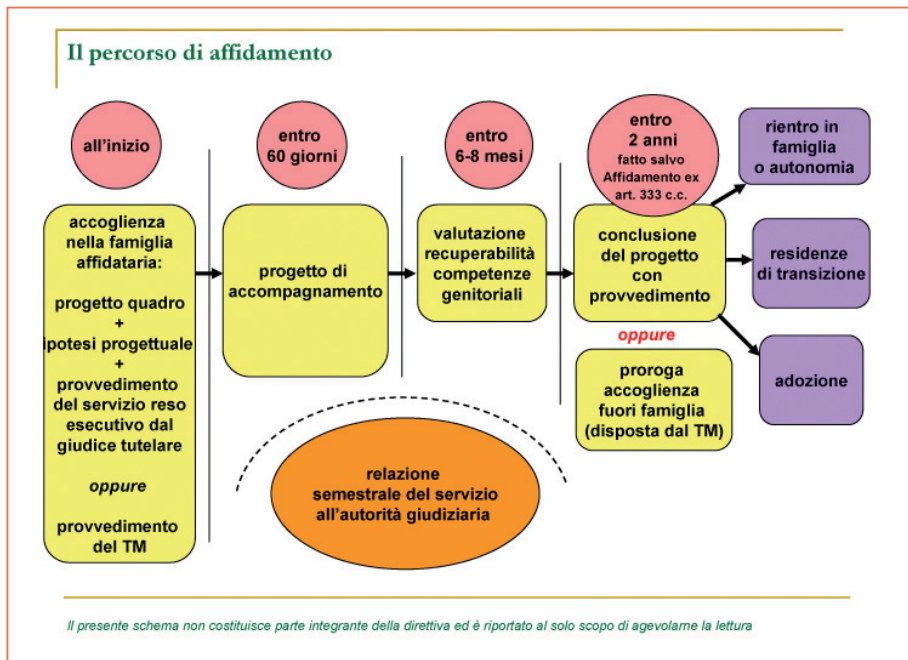 Il percorso di affidamento
all'inizio
entro
60 giorni
entro
6-8 mesi
entro
2 anni
fatto salvo
Affidamento ex
art. 333 c.c.
rientro in
famiglia
o autonomia
accoglienza
nella famiglia
affidataria:
progetto quadro
+
ipotesi progettuale
+
provvedimento
del servizio reso
esecutivo dal
giudice tutelare
oppure
provvedimento
del TM
progetto di
accompagnamento
valutazione
recuperabilità
competenze
genitoriali
conclusione
del progetto
con
provvedimento
oppure
proroga
accoglienza
fuori famiglia
(disposta dal TM)
residenze
di transizione
adozione
relazione
semestrale del servizio
all'autorità giudiziaria
Il presente schema non costituisce parte integrante della direttiva ed è riportato al solo scopo di agevolarne la lettura